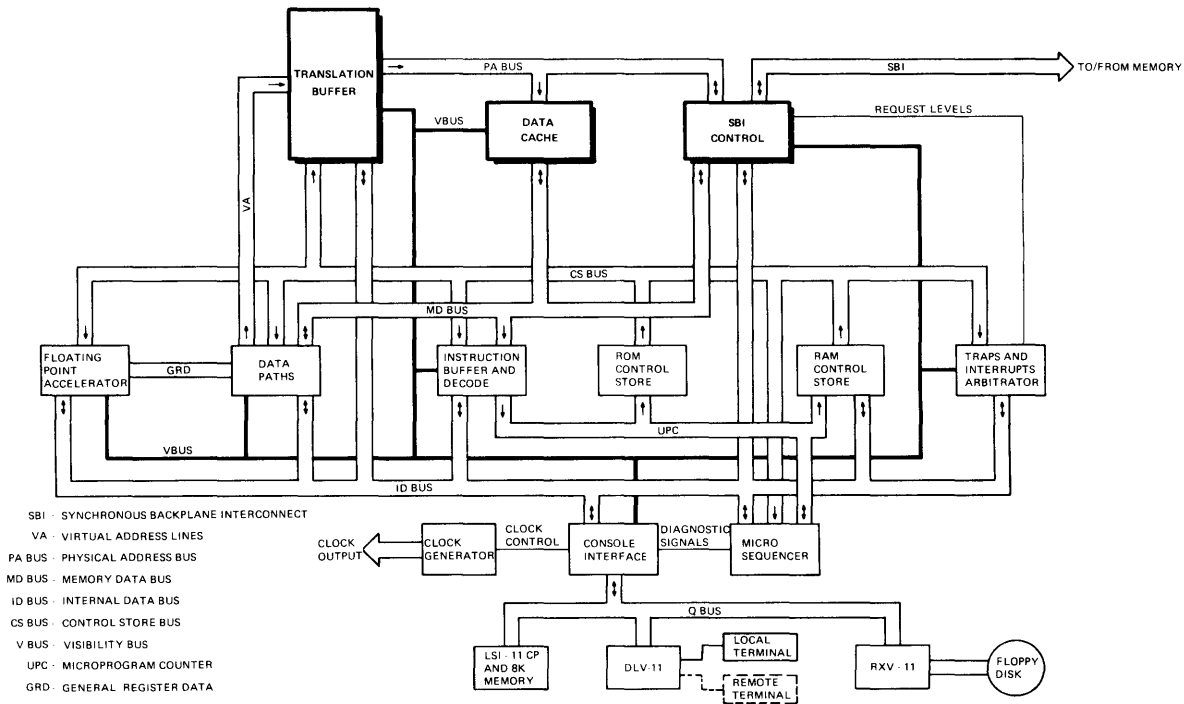 TRANSLATION
BUFFER
PA BUS
SBI
TO/FROM MEMORY
VBUS
DATA
CACHE
SBI
CONTROL
REQUEST LEVELS
VA
CS BUS
MD BUS
FLOATING
POINT
ACCELERATOR
GRD
DATA
PATHS
INSTRUCTION
BUFFER AND
DECODE
ROM
CONTROL
STORE
RAM
CONTROL
STORE
TRAPS AND
INTERRUPTS
ARBITRATOR
UPC
VBUS
ID BUS
SBI - SYNCHRONOUS BACKPLANE INTERCONNECT
VA - VIRTUAL ADDRESS LINES
PA BUS - PHYSICAL ADDRESS BUS
MD BUS - MEMORY DATA BUS
ID BUS - INTERNAL DATA BUS
CS BUS - CONTROL STORE BUS
V BUS - VISIBILITY BUS
UPC - MICROPROGRAM COUNTER
GRD - GENERAL REGISTER DATA
CLOCK
OUTPUT
CLOCK
GENERATOR
CLOCK
CONTROL
CONSOLE
INTERFACE
DIAGNOSTIC
SIGNALS
MICRO
SEQUENCER
Q BUS
LSI - 11 CP
AND 8K
MEMORY
DLV-11
LOCAL
TERMINAL
REMOTE
TERMINAL
RXV - 11
FLOPPY
DISK